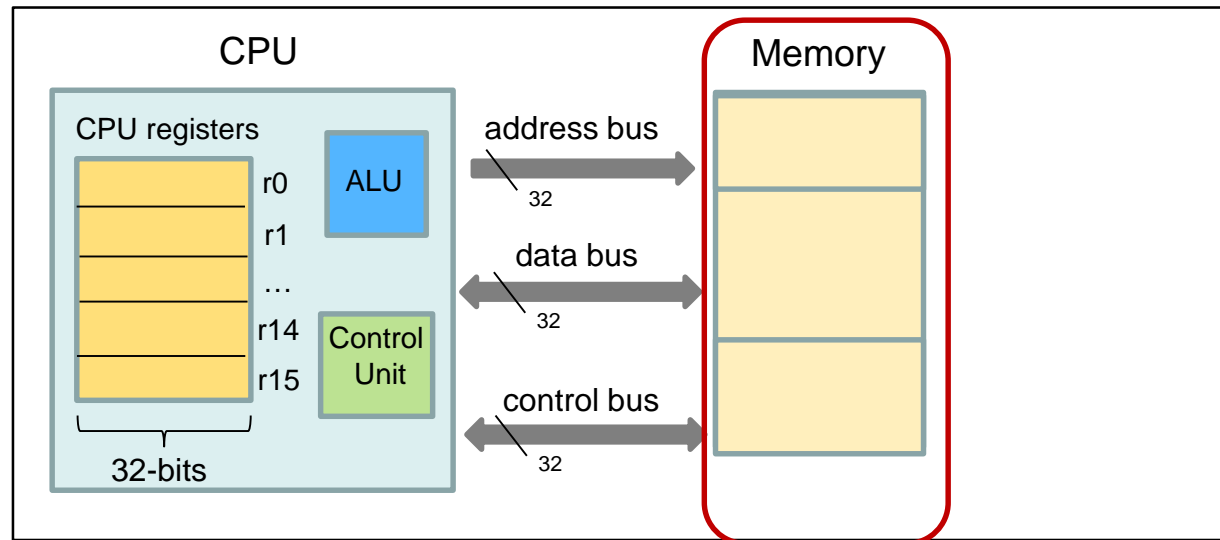 CPU
Memory
CPU registers
r0
r1
…
r14
r15
32-bits
ALU
Control
Unit
address bus
32
data bus
32
control bus
32